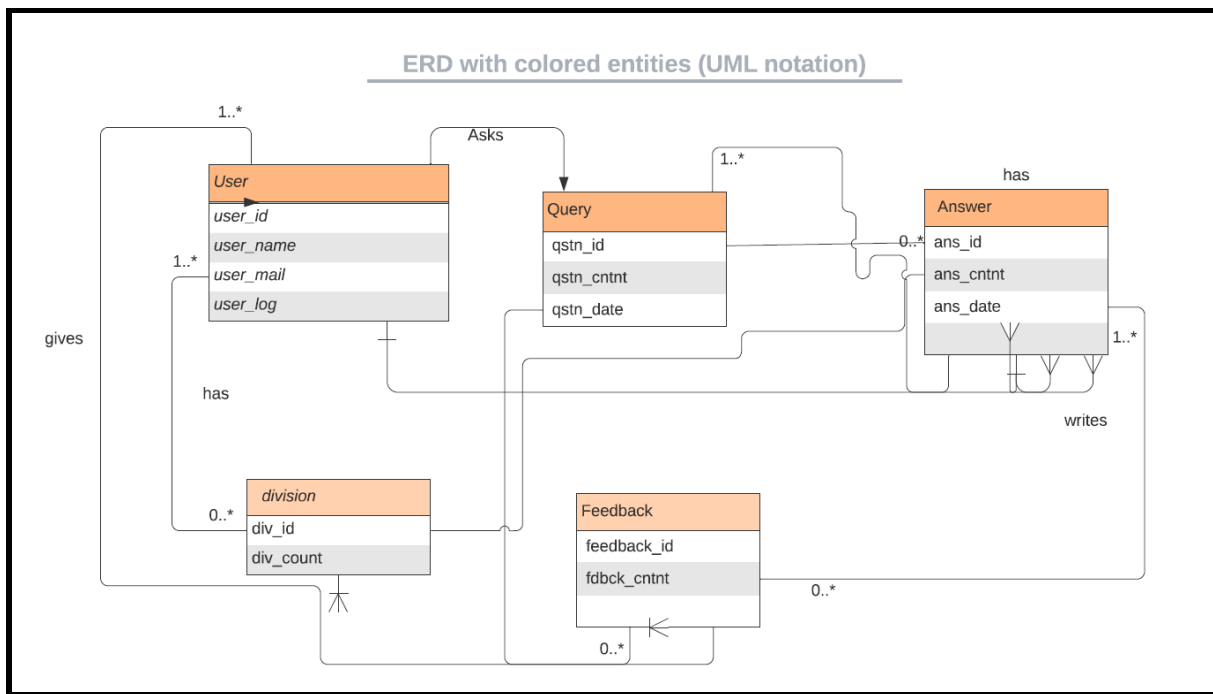 ERD with colored entities (UML notation)
1..*
Asks
1..*
has
User
user_id
user_name
user_mail
user_log
Query
qstn_id
qstn_cntnt
qstn_date
Answer
0..*
ans_id
ans_cntnt
ans_date
1..*
gives
1..*
has
writes
division
0..*
div_id
div_count
Feedback
feedback_id
fdbck_cntnt
0..*
0..*